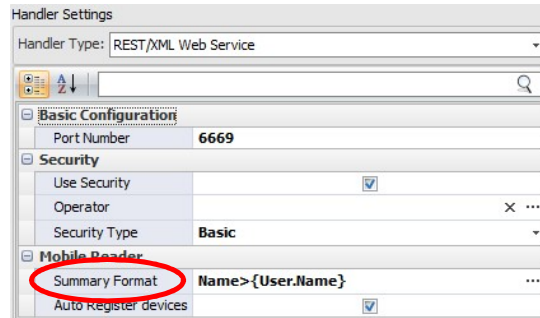 Handler Settings
Handler Type: REST/XML Web Service
Basic Configuration
Port Number 6669
Security
Use Security
Operator
Security Type Basic
Mobile Reader
Summary Format Name>{User.Name}
Auto Register devices